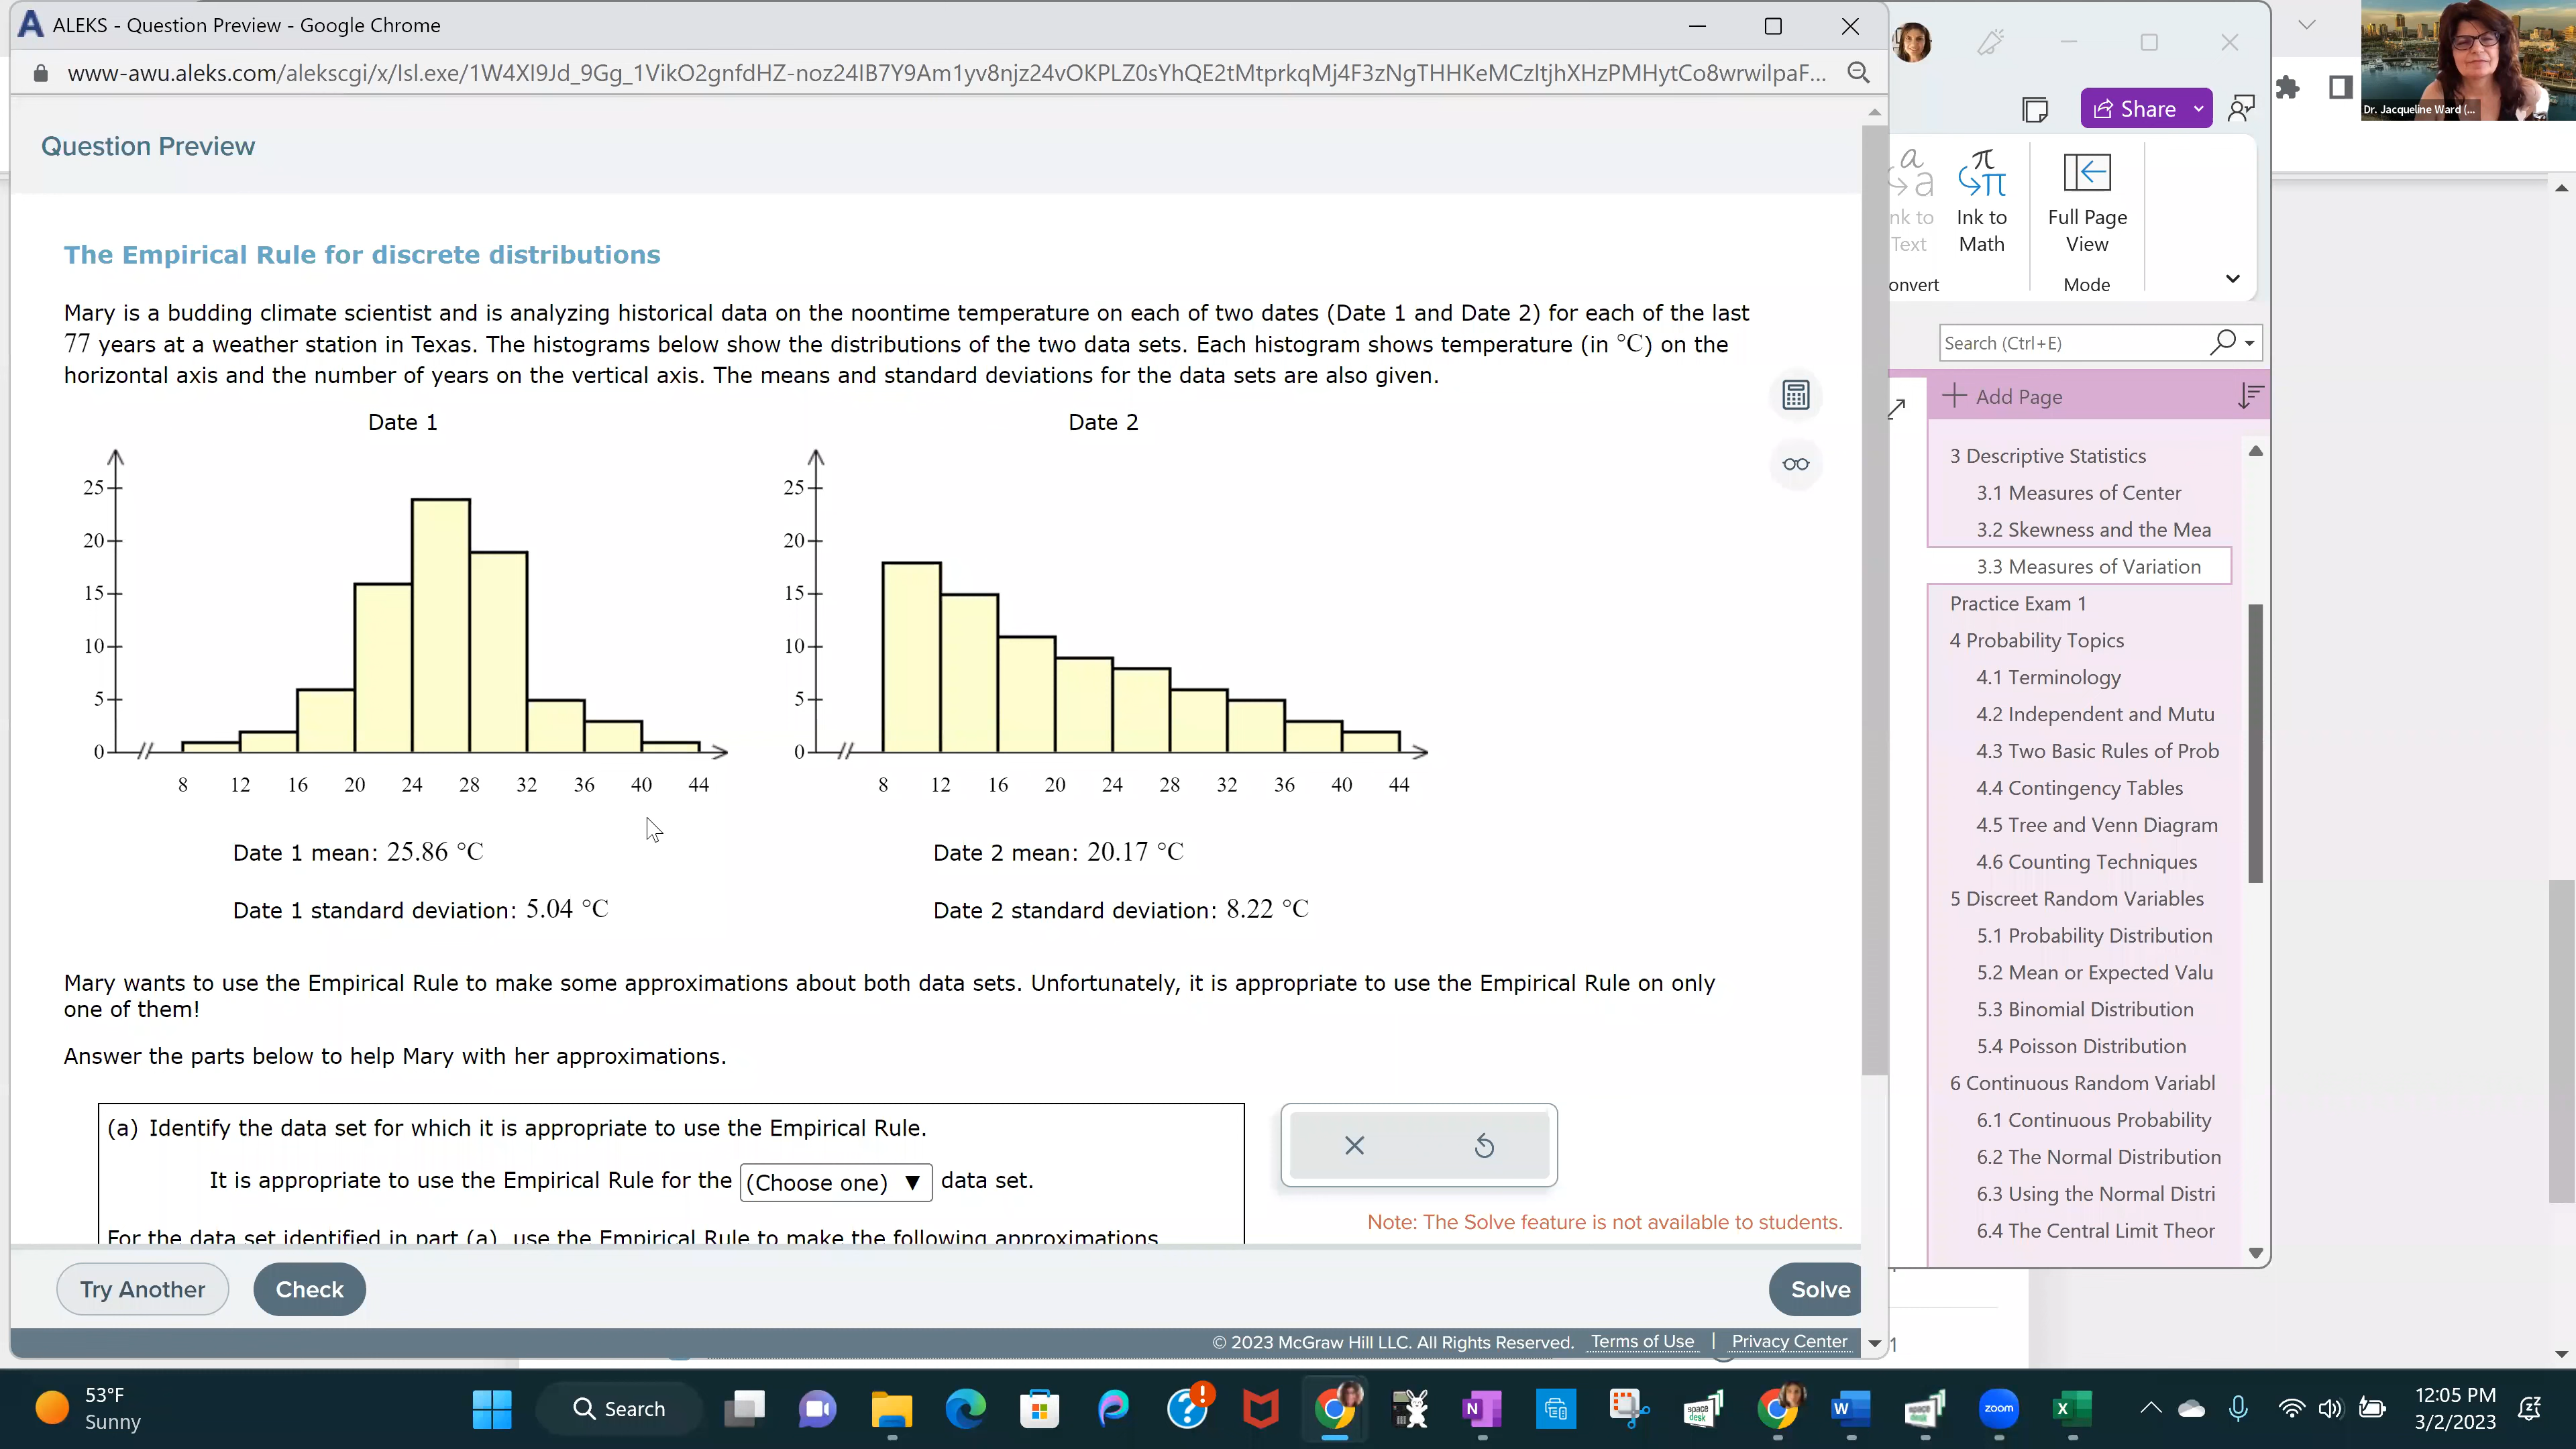 ALEKS - Question Preview - Google Chrome
www-awu.aleks.com/alekscgi/x/Isl.exe/1W4XI9Jd_9Gg_1VikO2gnfdHZ-noz24IB7Y9Am1yv8njz24vOKPLZ0sYhQE2tMtprkqMj4F3zNgTHHKeMCzltjhXHzPMHytCo8wrwilpaF...
Question Preview
The Empirical Rule for discrete distributions
Mary is a budding climate scientist and is analyzing historical data on the noontime temperature on each of two dates (Date 1 and Date 2) for each of the last
77 years at a weather station in Texas. The histograms below show the distributions of the two data sets. Each histogram shows temperature (in °C) on the
horizontal axis and the number of years on the vertical axis. The means and standard deviations for the data sets are also given.
Date 1
25
20
15
10
5
0
8 12 16 20 24 28 32 36 40 44
Date 1 mean: 25.86 °C
Date 1 standard deviation: 5.04 °C
Date 2
25
20
15
10
5
0
8 12 16 20 24 28 32 36 40 44
Date 2 mean: 20.17 °C
Date 2 standard deviation: 8.22 °C
Mary wants to use the Empirical Rule to make some approximations about both data sets. Unfortunately, it is appropriate to use the Empirical Rule on only
one of them!
Answer the parts below to help Mary with her approximations.
(a) Identify the data set for which it is appropriate to use the Empirical Rule.
It is appropriate to use the Empirical Rule for the (Choose one) ▼ data set.
For the data set identified in part (a), use the Empirical Rule to make the following approximations
Note: The Solve feature is not available to students.
Try Another
Check
Solve
© 2023 McGraw Hill LLC. All Rights Reserved. Terms of Use | Privacy Center
Share
nk to
Text
Ink to
Math
Full Page
View
onvert
Mode
Search (Ctrl+E)
Add Page
3 Descriptive Statistics
3.1 Measures of Center
3.2 Skewness and the Mea
3.3 Measures of Variation
Practice Exam 1
4 Probability Topics
4.1 Terminology
4.2 Independent and Mutu
4.3 Two Basic Rules of Prob
4.4 Contingency Tables
4.5 Tree and Venn Diagram
4.6 Counting Techniques
5 Discreet Random Variables
5.1 Probability Distribution
5.2 Mean or Expected Valu
5.3 Binomial Distribution
5.4 Poisson Distribution
6 Continuous Random Variabl
6.1 Continuous Probability
6.2 The Normal Distribution
6.3 Using the Normal Distri
6.4 The Central Limit Theor
Dr. Jacqueline Ward (...
1
53°F
Sunny
Search
space
desk
zoom
12:05 PM
3/2/2023